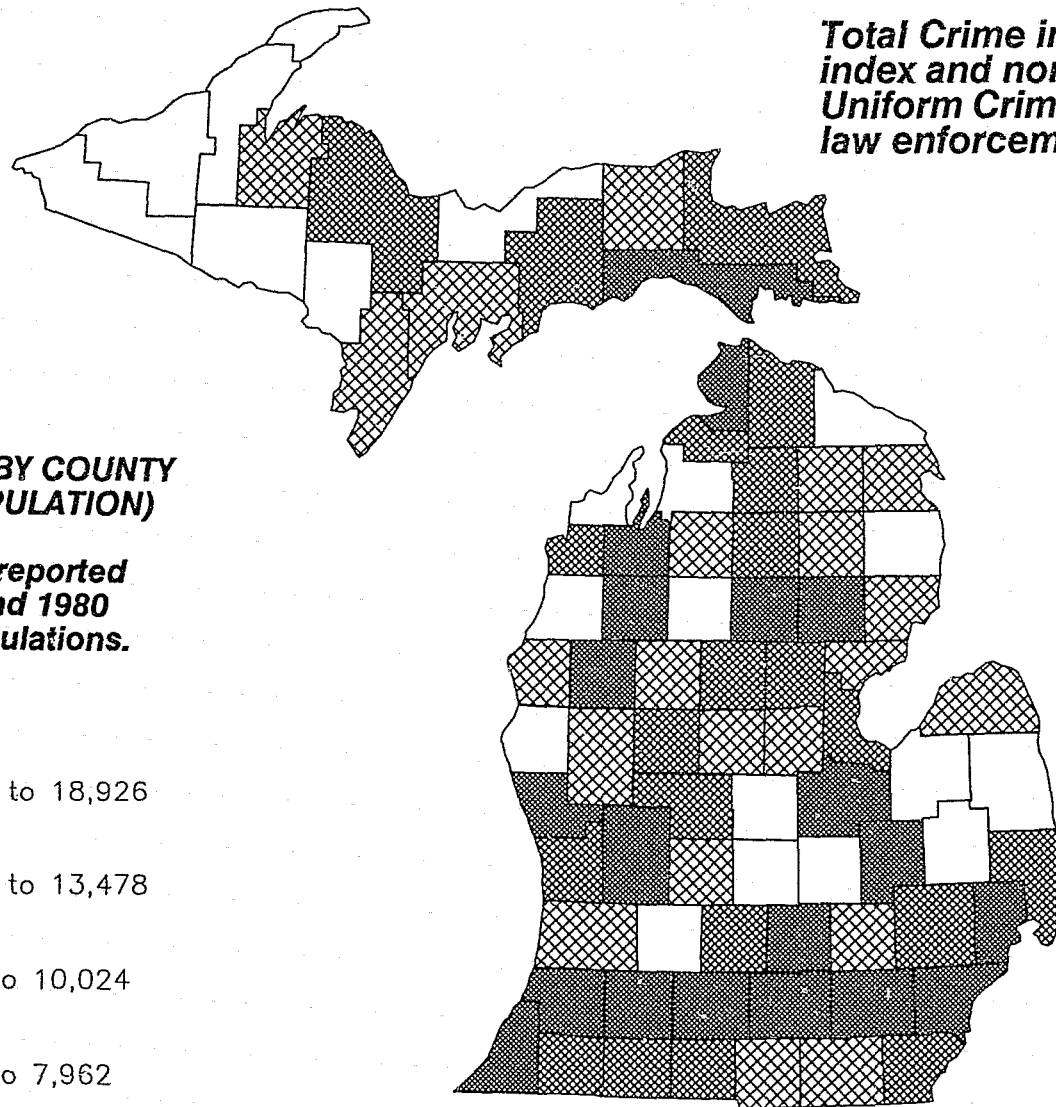 Total Crime in
index and nor
Uniform Crim
law enforcem
BY COUNTY
PULATION)
reported
nd 1980
ulations.
to 18,926
to 13,478
o 10,024
o 7,962